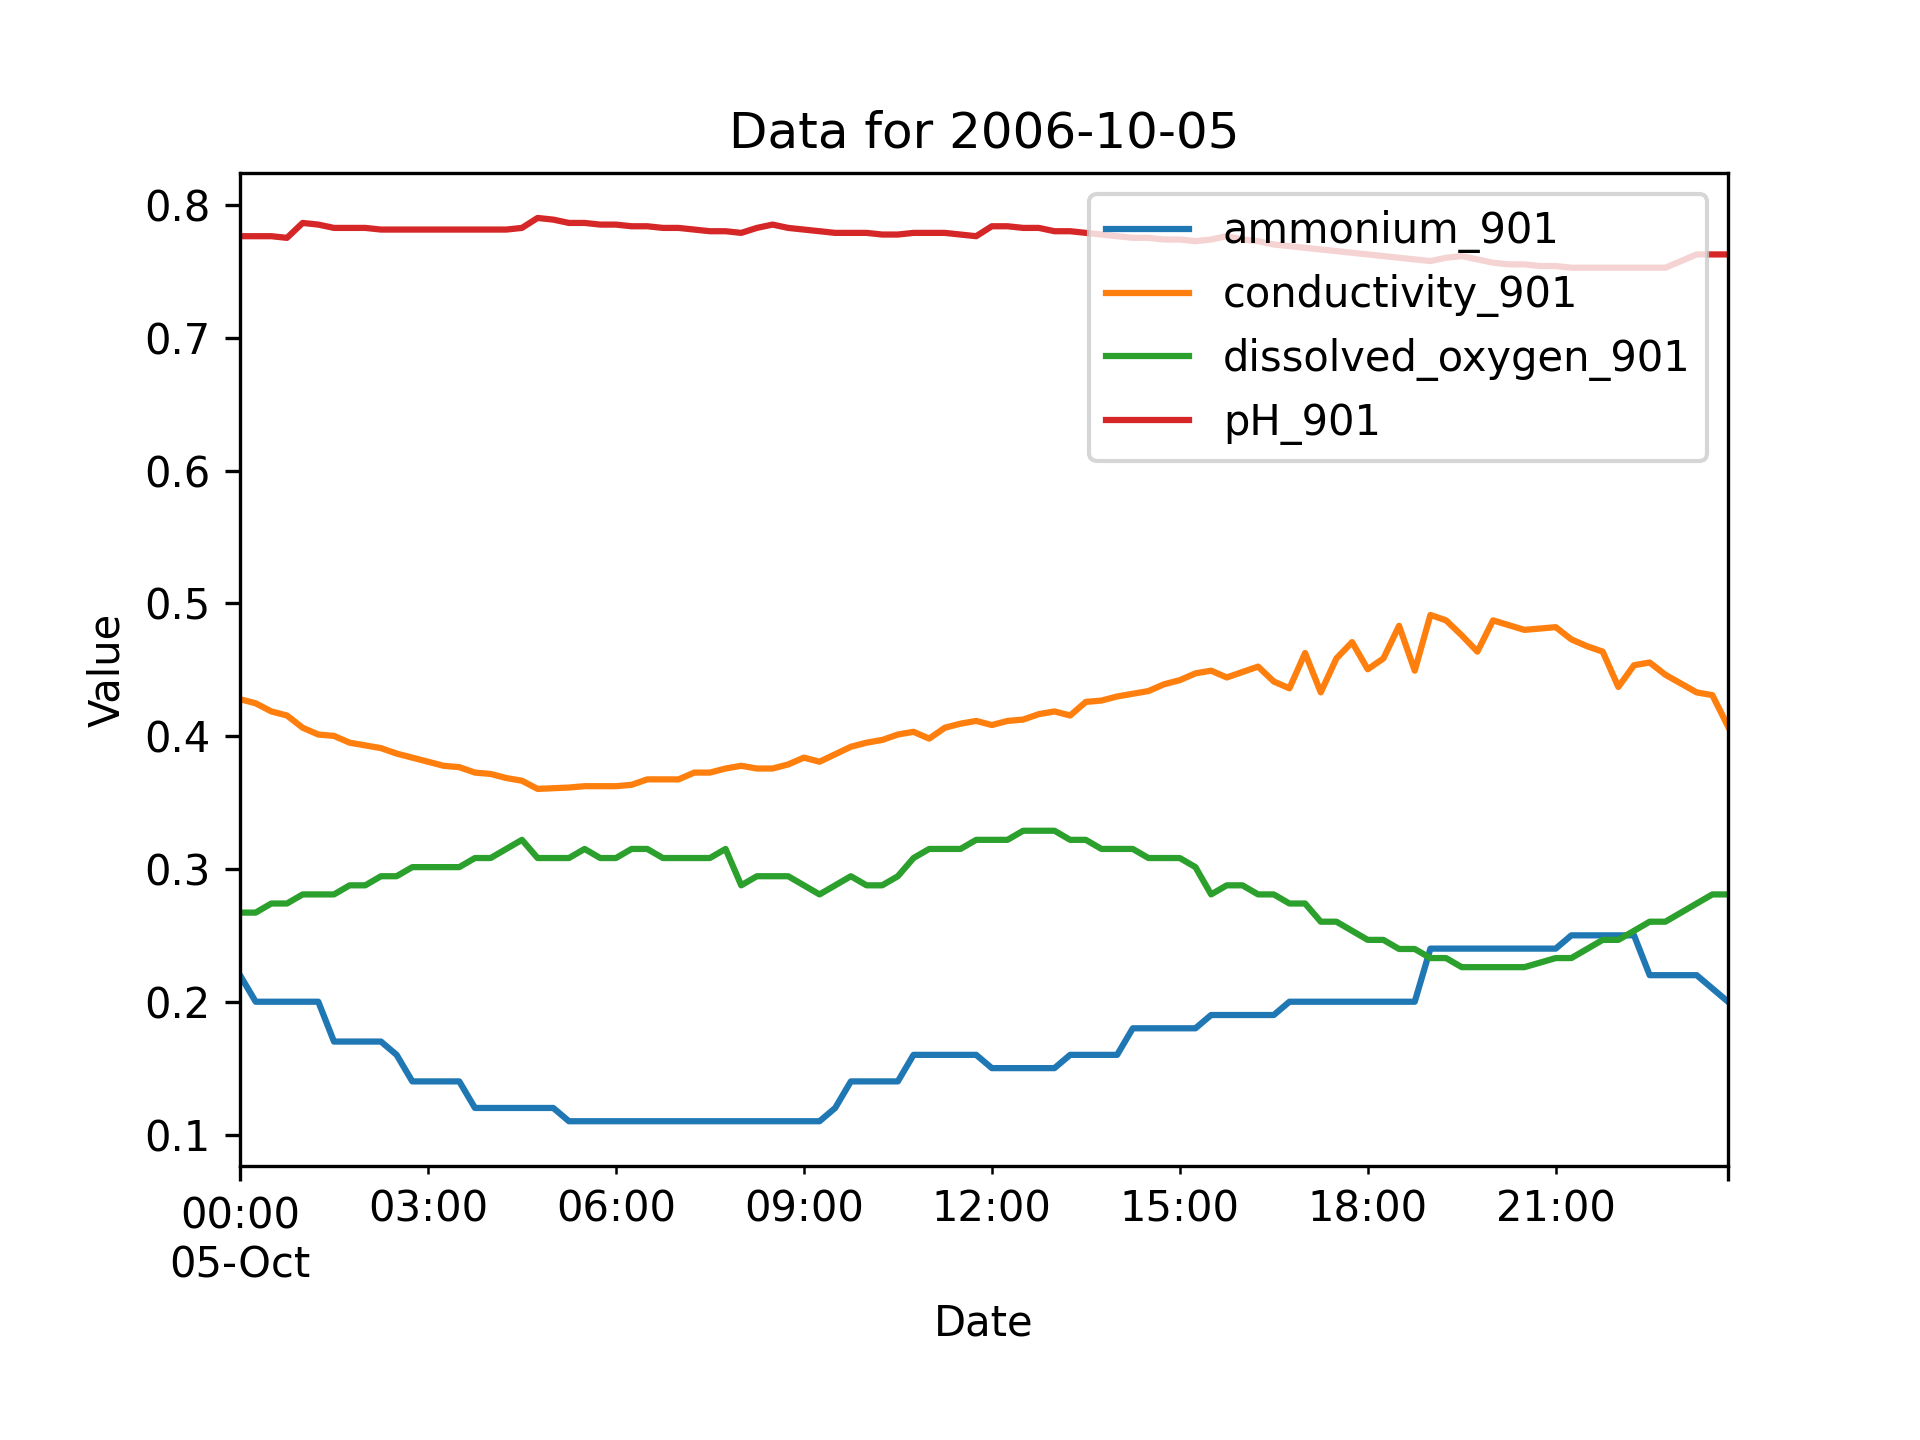 Data for 2006-10-05
0.8
0.7
0.6
0.5
0.4
0.3
0.2
0.1
Value
ammonium_901
conductivity_901
dissolved_oxygen_901
pH_901
00:00 03:00 06:00 09:00 12:00 15:00 18:00 21:00
05-Oct
Date